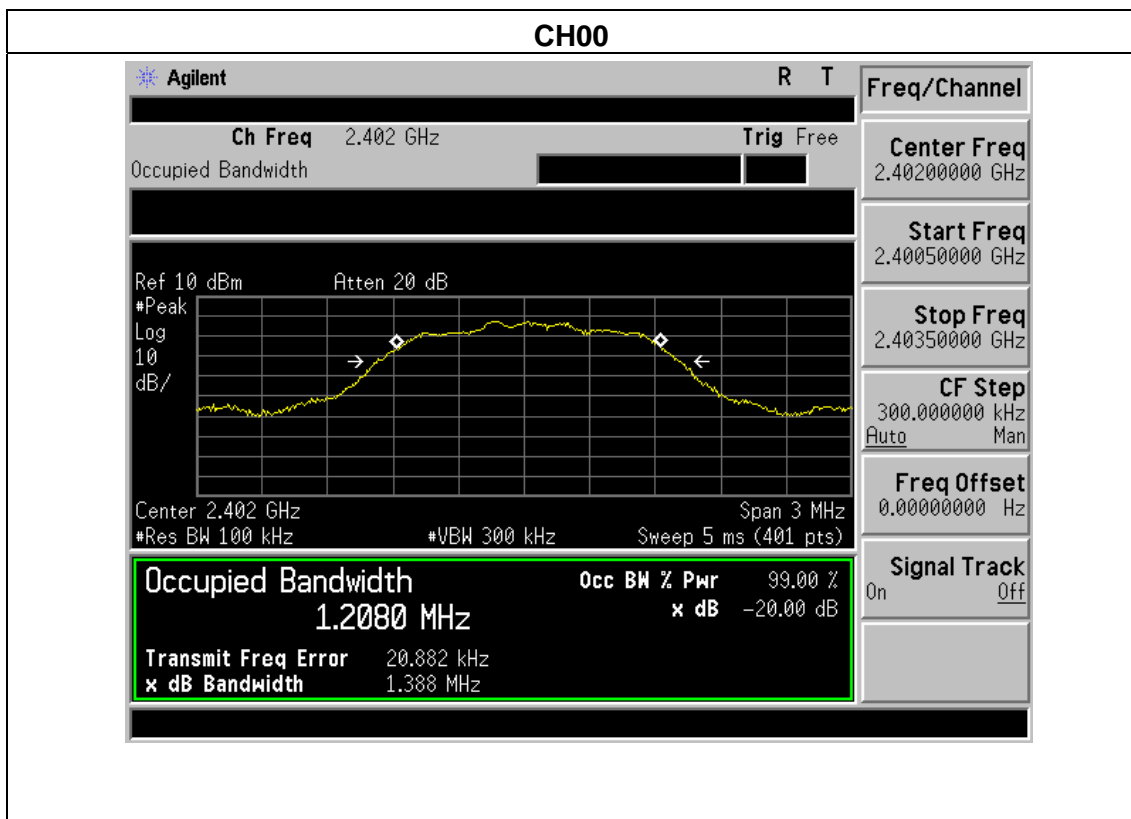 CH00
Agilent R T
Ch Freq 2.402 GHz Trig Free
Occupied Bandwidth
Ref 10 dBm Atten 20 dB
#Peak
Log
10
dB/
Center 2.402 GHz Span 3 MHz
#Res BW 100 kHz #VBW 300 kHz Sweep 5 ms (401 pts)
Occupied Bandwidth Occ BW % Pwr 99.00 %
1.2080 MHz x dB -20.00 dB
Transmit Freq Error 20.882 kHz
x dB Bandwidth 1.388 MHz
Freq/Channel
Center Freq
2.40200000 GHz
Start Freq
2.40050000 GHz
Stop Freq
2.40350000 GHz
CF Step
300.000000 kHz
Auto Man
Freq Offset
0.00000000 Hz
Signal Track
On Off